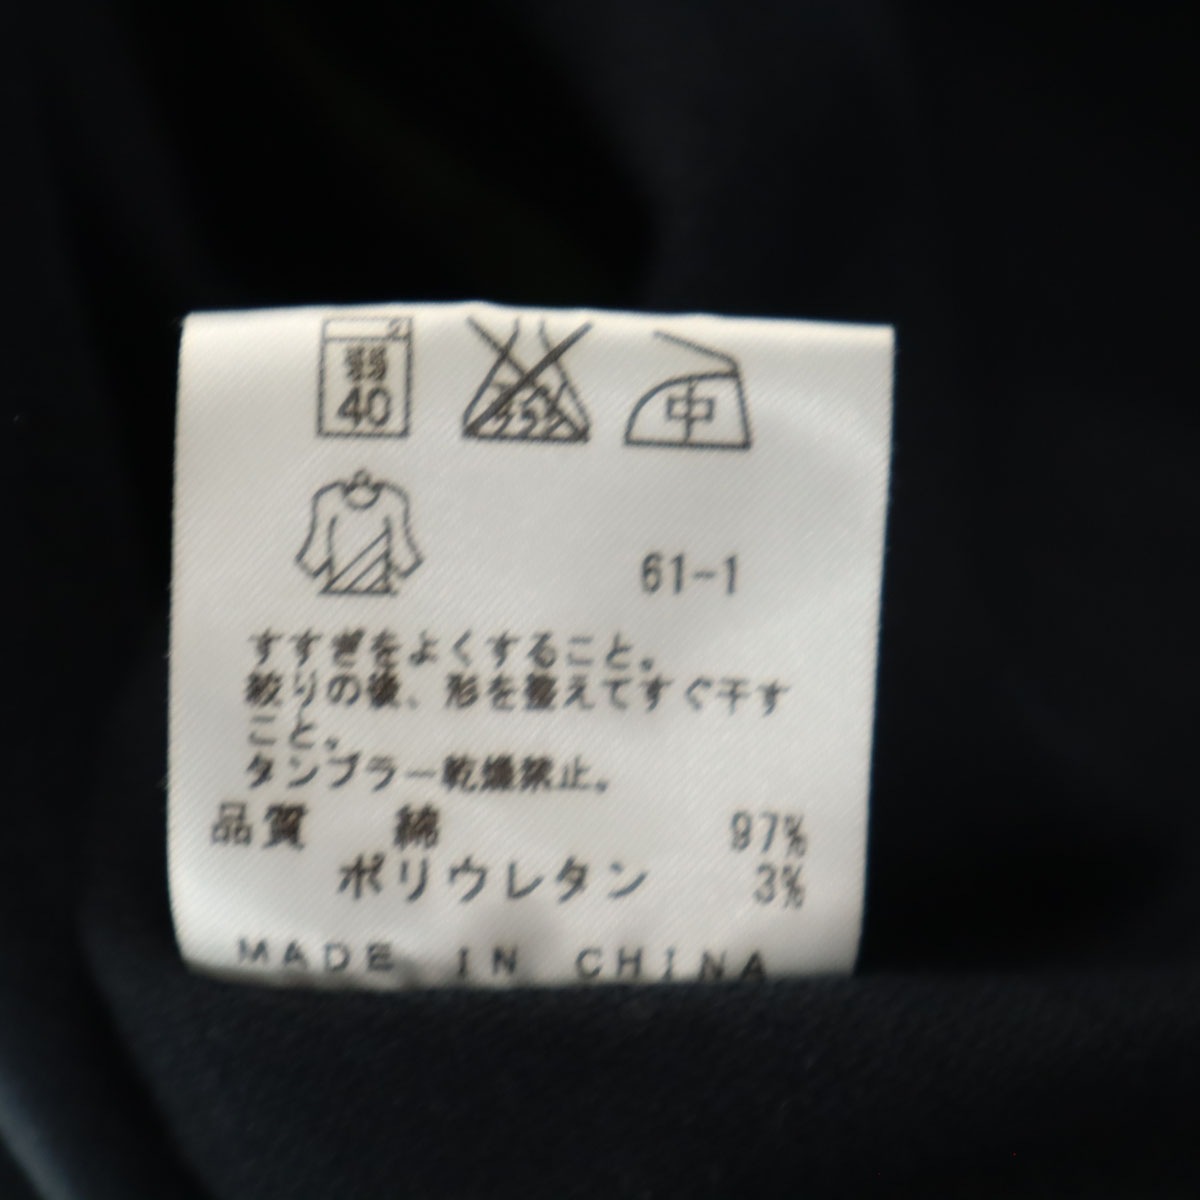 弱
40
中
61-1
すすぎをよくすること。
絞りの後、形を整えてすぐ干す
こと。
タンブラー乾燥禁止。
品質 綿 97%
ポリウレタン 3%
MADE IN CHINA